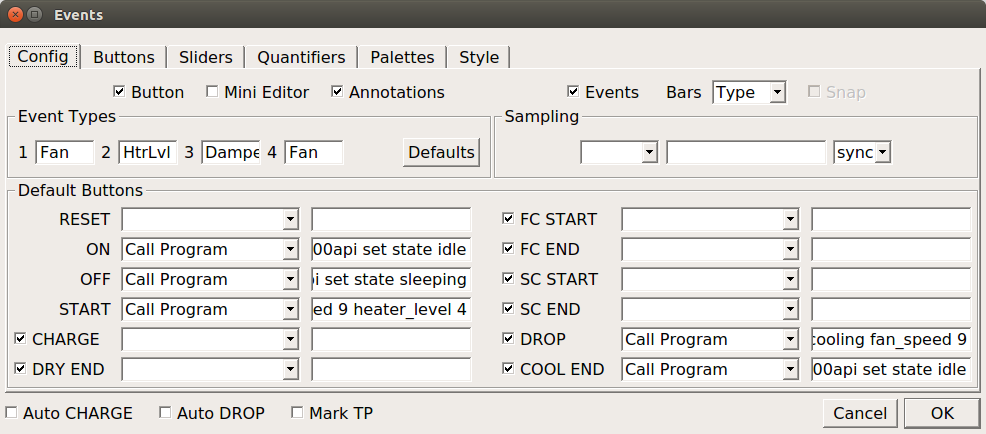 Events
Config Buttons Sliders Quantifiers Palettes Style
Button Mini Editor Annotations Events Bars Type Snap
Event Types Sampling
1 Fan 2 HtrLvl 3 Dampe 4 Fan Defaults sync
Default Buttons
RESET FC START
ON Call Program 00api set state idle FC END
OFF Call Program i set state sleeping SC START
START Call Program ed 9 heater_level 4 SC END
CHARGE DROP Call Program cooling fan_speed 9
DRY END COOL END Call Program 00api set state idle
Auto CHARGE Auto DROP Mark TP Cancel OK